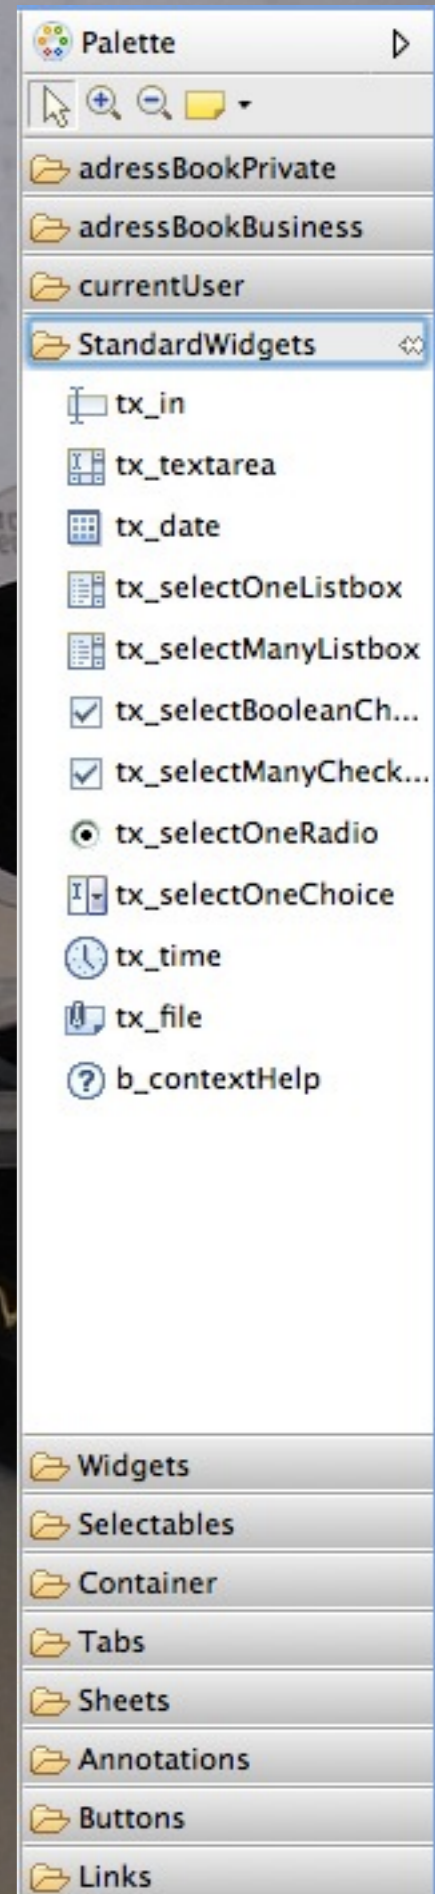 Palette
adressBookPrivate
adressBookBusiness
currentUser
StandardWidgets
tx_in
tx_textarea
tx_date
tx_selectOneListbox
tx_selectManyListbox
tx_selectBooleanCh...
tx_selectManyCheck...
tx_selectOneRadio
tx_selectOneChoice
tx_time
tx_file
b_contextHelp
Widgets
Selectables
Container
Tabs
Sheets
Annotations
Buttons
Links